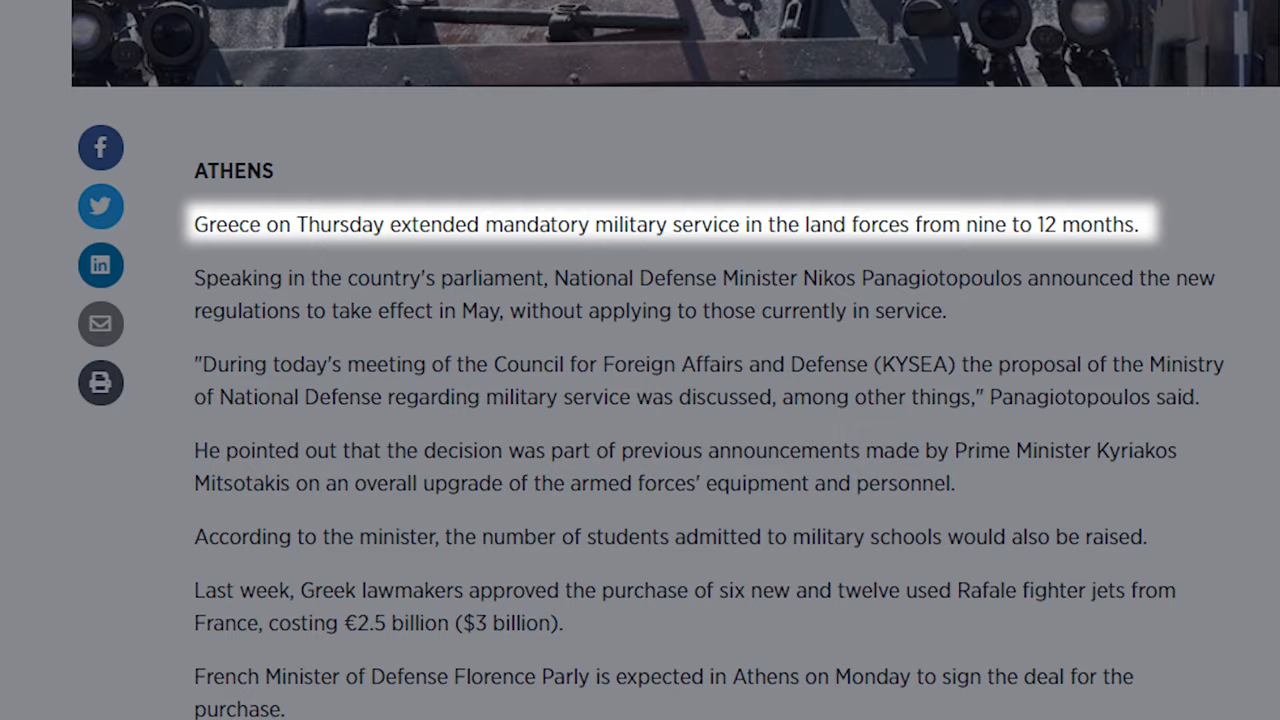 ATHENS
Greece on Thursday extended mandatory military service in the land forces from nine to 12 months.
Speaking in the country's parliament, National Defense Minister Nikos Panagiotopoulos announced the new
regulations to take effect in May, without applying to those currently in service.
"During today's meeting of the Council for Foreign Affairs and Defense (KYSEA) the proposal of the Ministry
of National Defense regarding military service was discussed, among other things," Panagiotopoulos said.
He pointed out that the decision was part of previous announcements made by Prime Minister Kyriakos
Mitsotakis on an overall upgrade of the armed forces' equipment and personnel.
According to the minister, the number of students admitted to military schools would also be raised.
Last week, Greek lawmakers approved the purchase of six new and twelve used Rafale fighter jets from
France, costing €2.5 billion ($3 billion).
French Minister of Defense Florence Parly is expected in Athens on Monday to sign the deal for the
purchase.